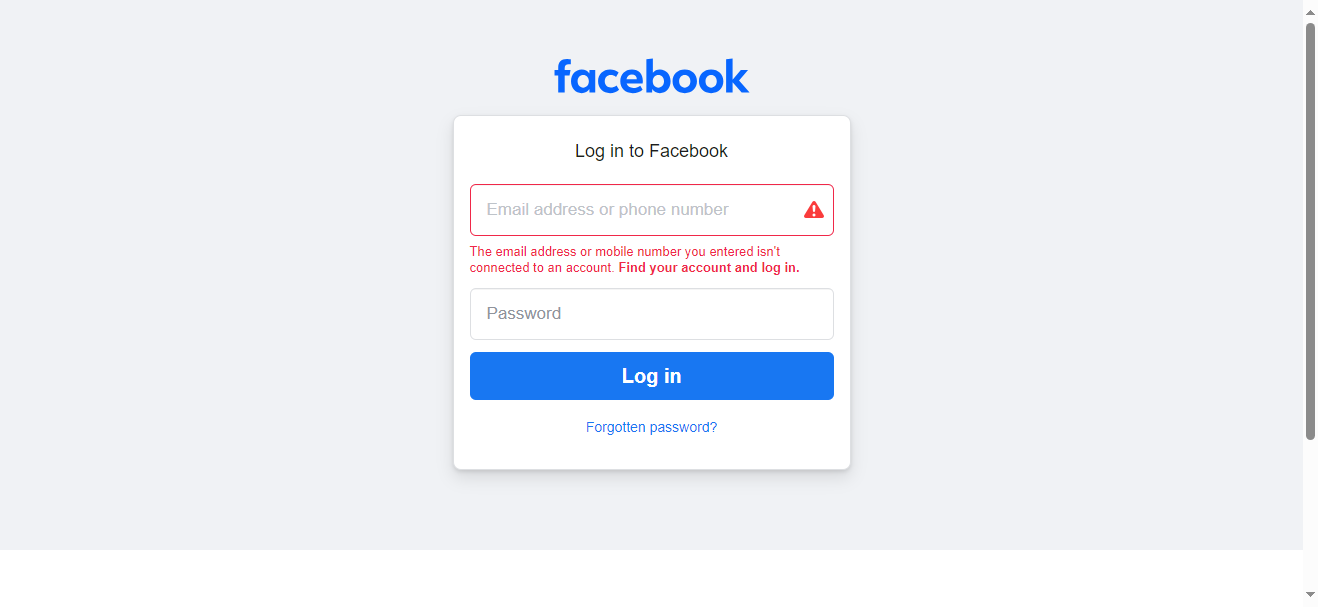 facebook
Log in to Facebook
Email address or phone number
The email address or mobile number you entered isn't
connected to an account. Find your account and log in.
Password
Log in
Forgotten password?